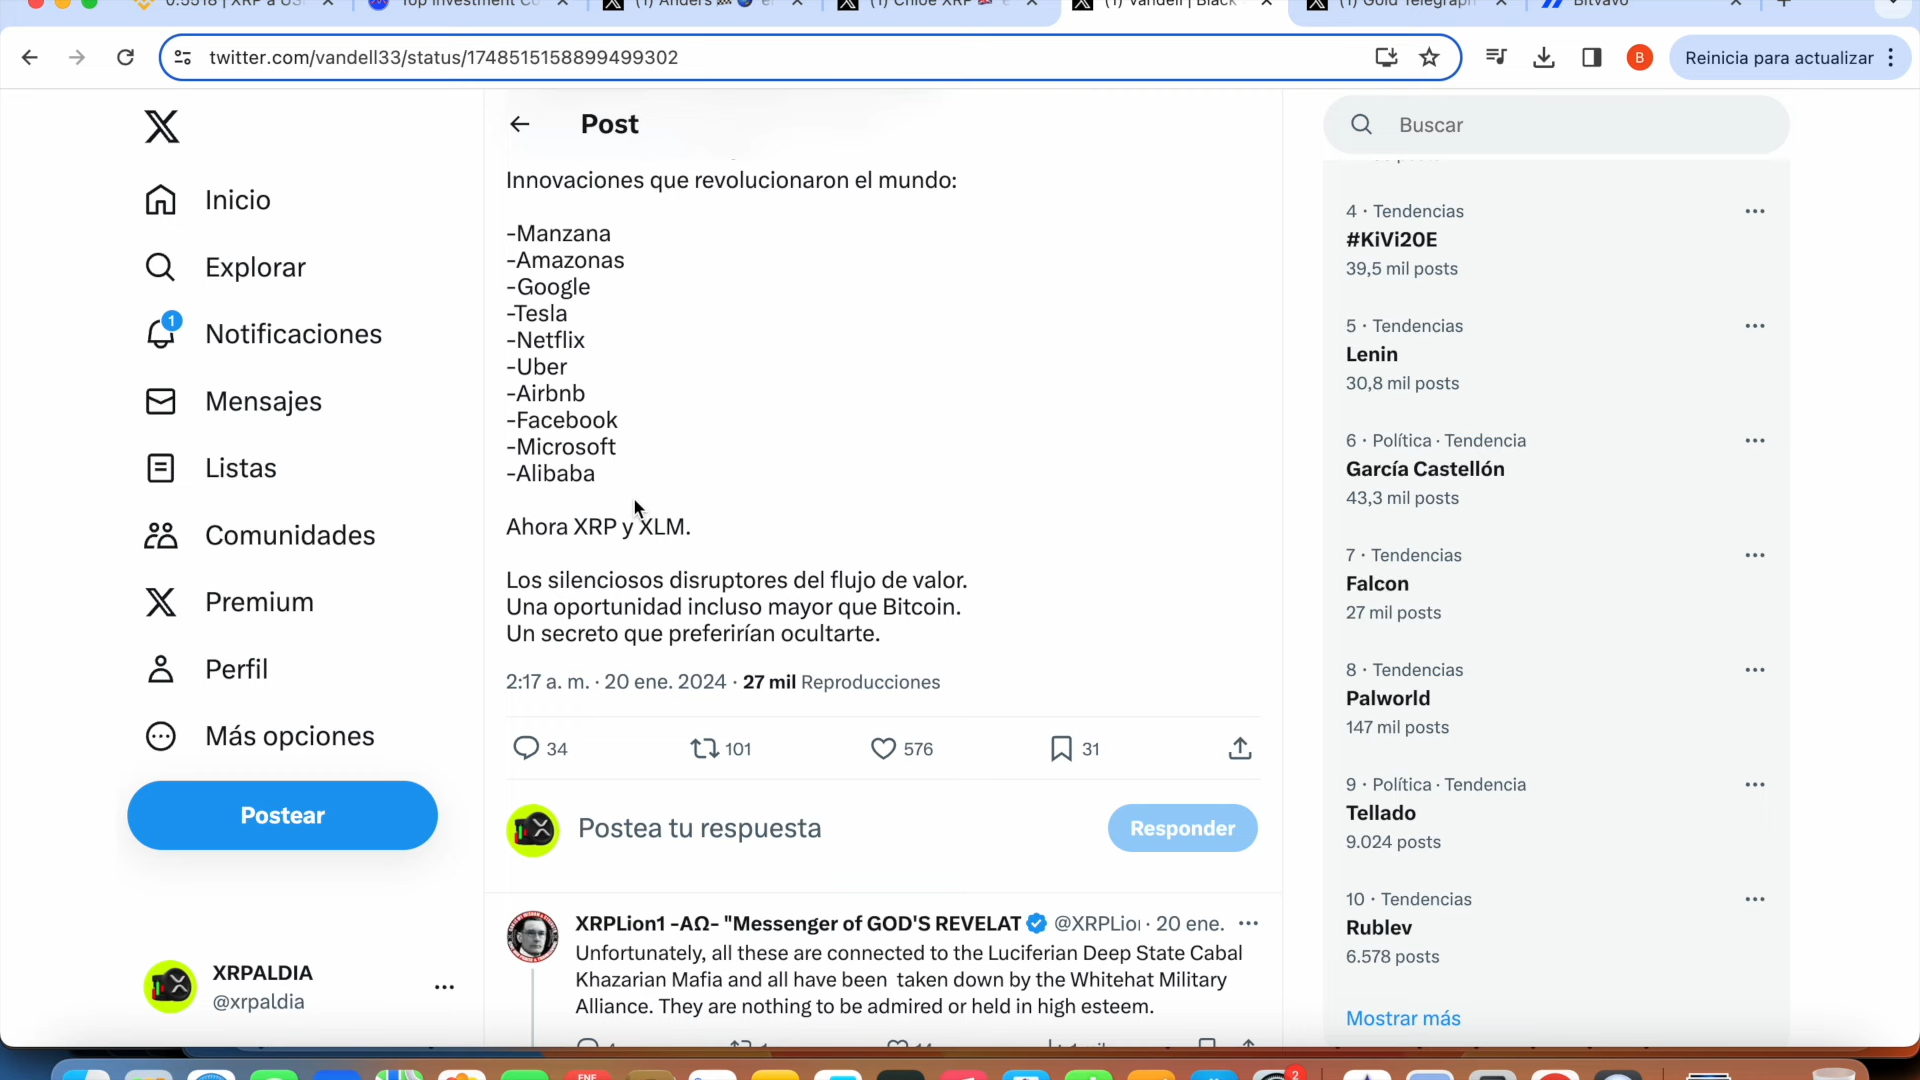 twitter.com/vandell33/status/1748515158899499302
B
Reinicia para actualizar
Post
Buscar
Inicio
Explorar
1
Notificaciones
Mensajes
Listas
Comunidades
Premium
Perfil
Más opciones
Postear
XRPALDIA
@xrpaldia
Innovaciones que revolucionaron el mundo:
-Manzana
-Amazonas
-Google
-Tesla
-Netflix
-Uber
-Airbnb
-Facebook
-Microsoft
-Alibaba
Ahora XRP y XLM.
Los silenciosos disruptores del flujo de valor.
Una oportunidad incluso mayor que Bitcoin.
Un secreto que preferirían ocultarte.
2:17 a. m. · 20 ene. 2024 · 27 mil Reproducciones
34
101
576
31
Postea tu respuesta
Responder
XRPLion1 -ΑΩ- "Messenger of GOD'S REVELAT @XRPLio · 20 ene.
Unfortunately, all these are connected to the Luciferian Deep State Cabal
Khazarian Mafia and all have been taken down by the Whitehat Military
Alliance. They are nothing to be admired or held in high esteem.
4 · Tendencias
#KiVi20E
39,5 mil posts
5 · Tendencias
Lenin
30,8 mil posts
6 · Política · Tendencia
García Castellón
43,3 mil posts
7 · Tendencias
Falcon
27 mil posts
8 · Tendencias
Palworld
147 mil posts
9 · Política · Tendencia
Tellado
9.024 posts
10 · Tendencias
Rublev
6.578 posts
Mostrar más
2